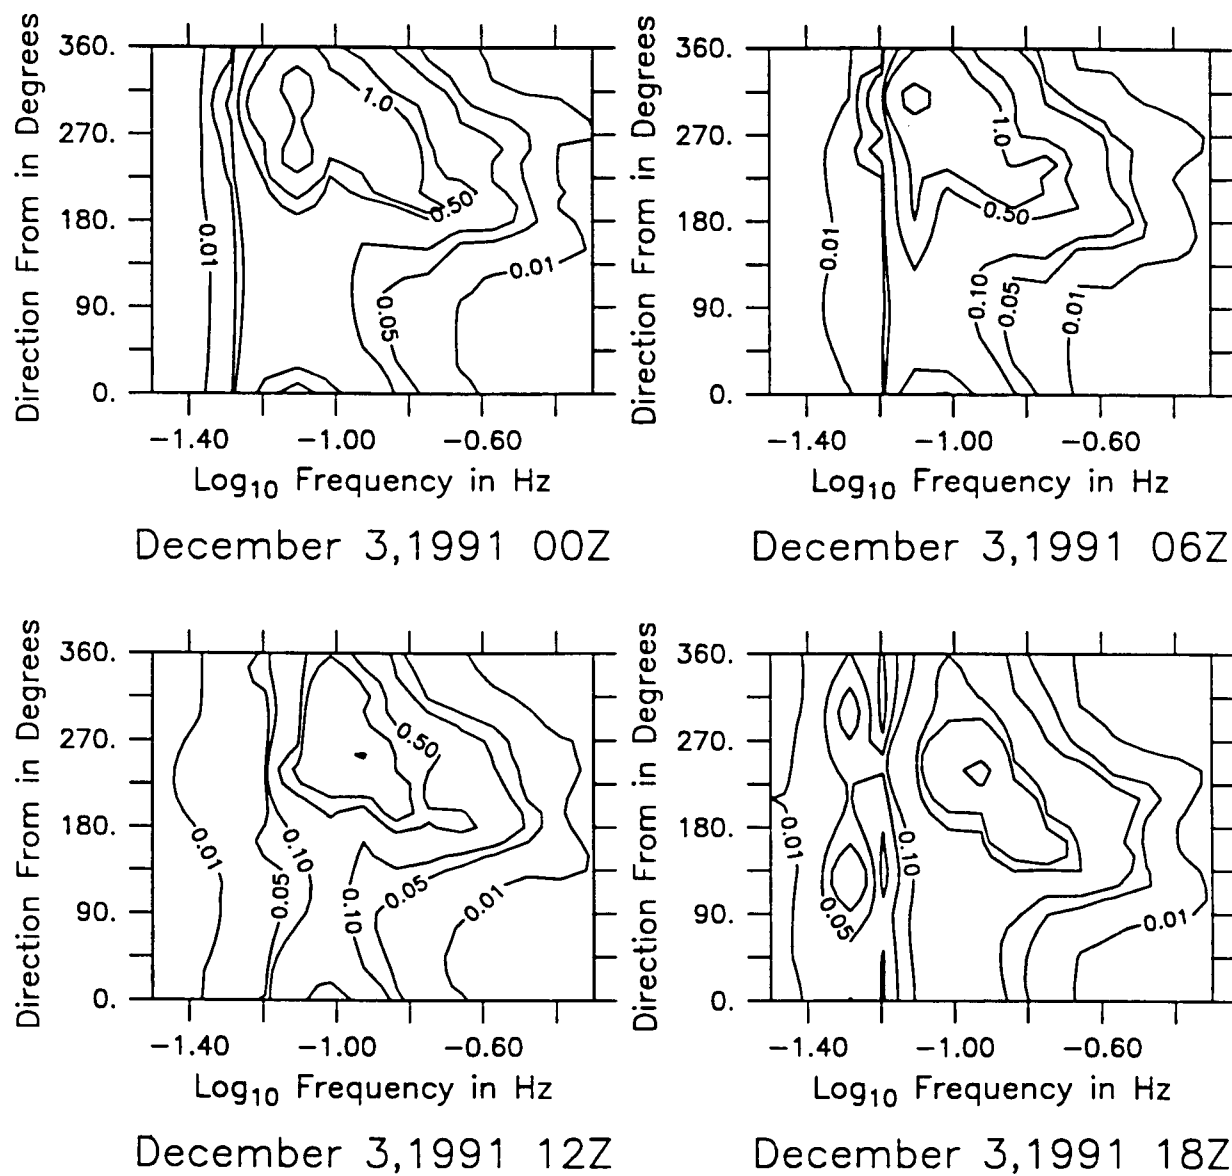 Direction From in Degrees
360.
270.
180.
90.
0.
0.01
1.0
0.50
0.05
0.01
−1.40 −1.00 −0.60
Log10 Frequency in Hz
December 3,1991 00Z
Direction From in Degrees
360.
270.
180.
90.
0.
0.01
1.0
0.50
0.10
0.05
0.01
−1.40 −1.00 −0.60
Log10 Frequency in Hz
December 3,1991 06Z
Direction From in Degrees
360.
270.
180.
90.
0.
0.01
0.10
0.05
0.50
0.10
0.05
0.01
−1.40 −1.00 −0.60
Log10 Frequency in Hz
December 3,1991 12Z
Direction From in Degrees
360.
270.
180.
90.
0.
0.01
0.05
0.10
0.01
−1.40 −1.00 −0.60
Log10 Frequency in Hz
December 3,1991 18Z